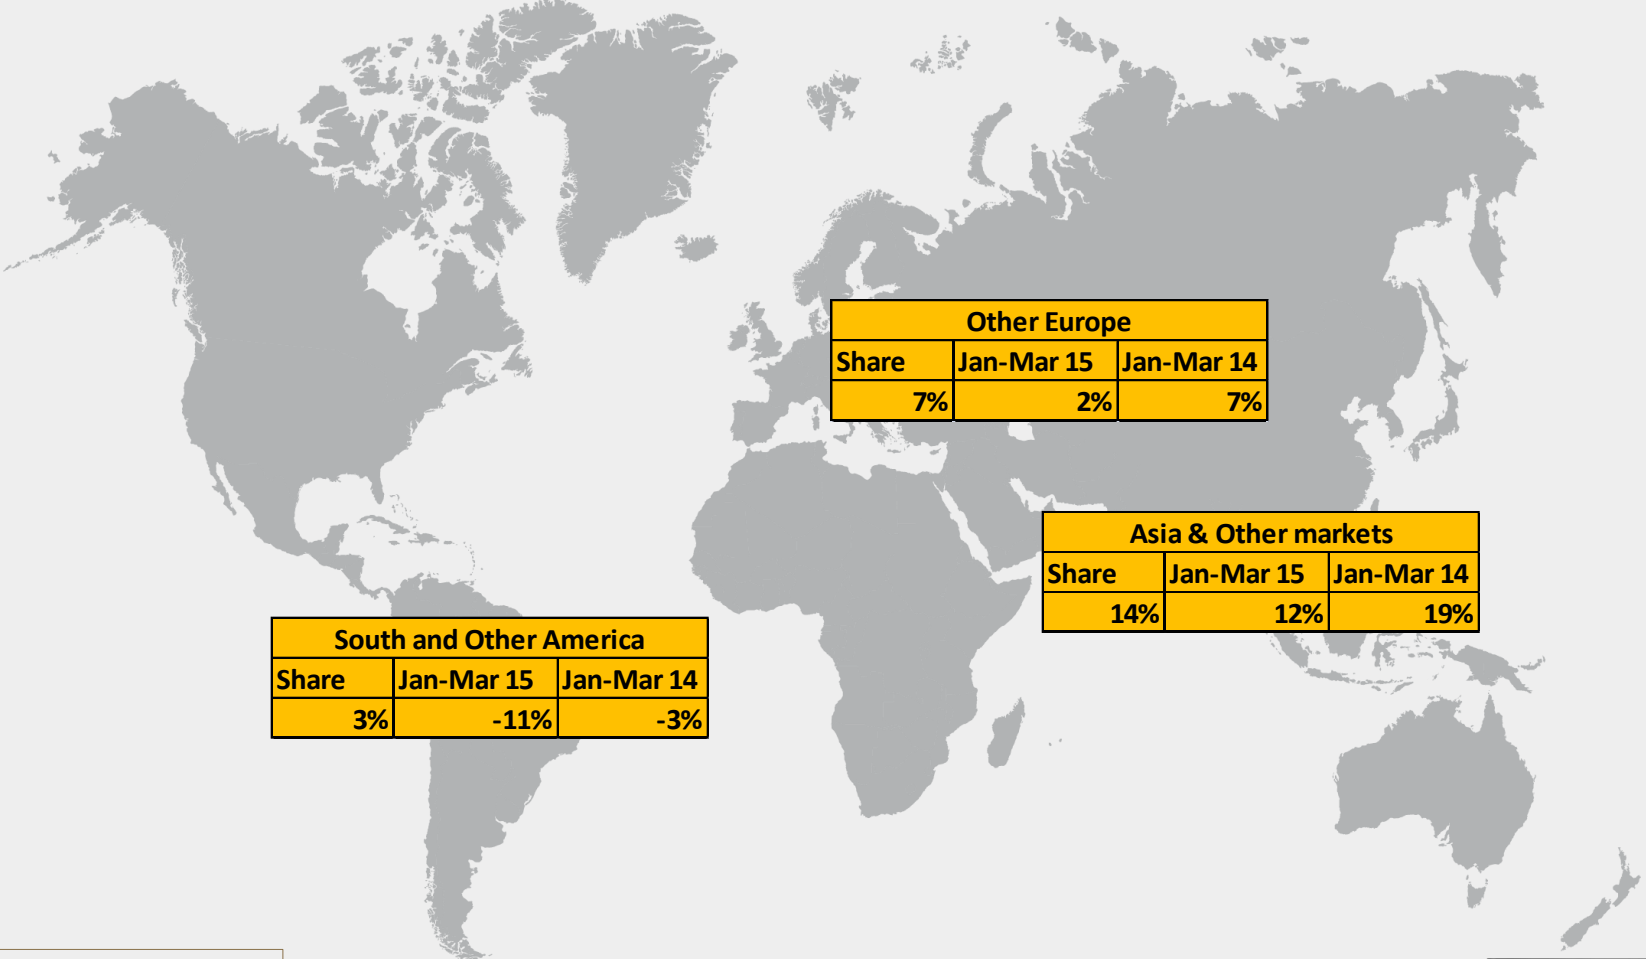 Other Europe
Share Jan-Mar 15 Jan-Mar 14
7% 2% 7%
Asia & Other markets
Share Jan-Mar 15 Jan-Mar 14
14% 12% 19%
South and Other America
Share Jan-Mar 15 Jan-Mar 14
3% -11% -3%